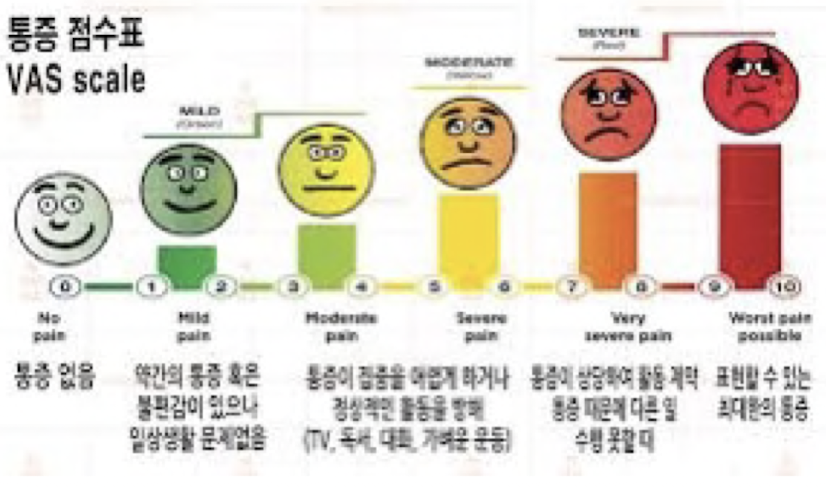 통증 점수표
VAS scale
MILD
(Green)
MODERATE
(Yellow)
SEVERE
(Red)
0 1 2 3 4 5 6 7 8 9 10
No pain
Mild pain
Moderate pain
Severe pain
Very severe pain
Worst pain possible
통증 없음
약간의 통증 혹은
불편감이 있으나
일상생활 문제없음
통증이 집중을 어렵게 하거나
정상적인 활동을 방해
(TV, 독서, 대화, 가벼운 운동)
통증이 상당하여 활동 제약
통증 때문에 다른 일
수행 못할 때
표현할 수 있는
최대한의 통증